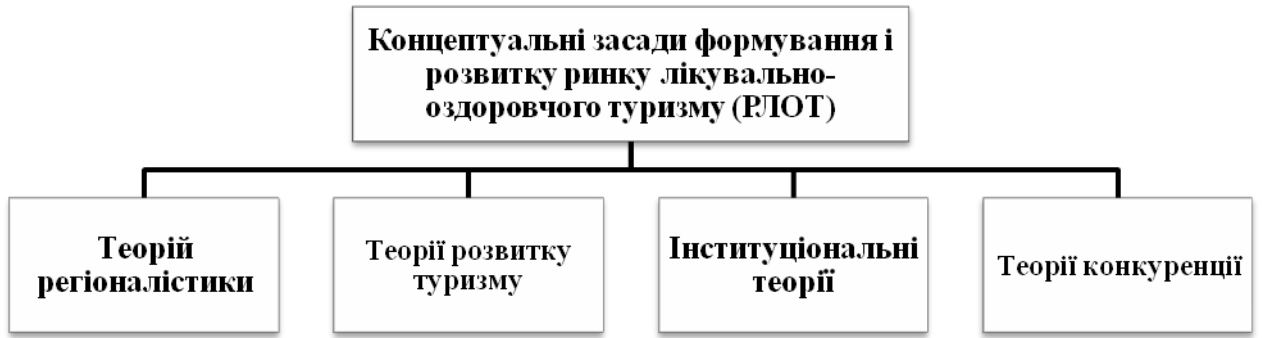 Концептуальні засади формування і
розвитку ринку лікувально-
оздоровчого туризму (РЛОТ)
Теорій
регіоналістики
Теорії розвитку
туризму
Інституціональні
теорії
Теорії конкуренції